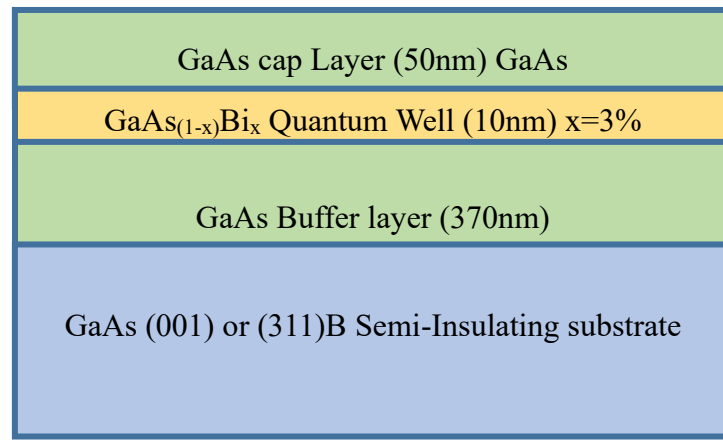 GaAs cap Layer (50nm) GaAs
GaAs(1-x)Bix Quantum Well (10nm) x=3%
GaAs Buffer layer (370nm)
GaAs (001) or (311)B Semi-Insulating substrate